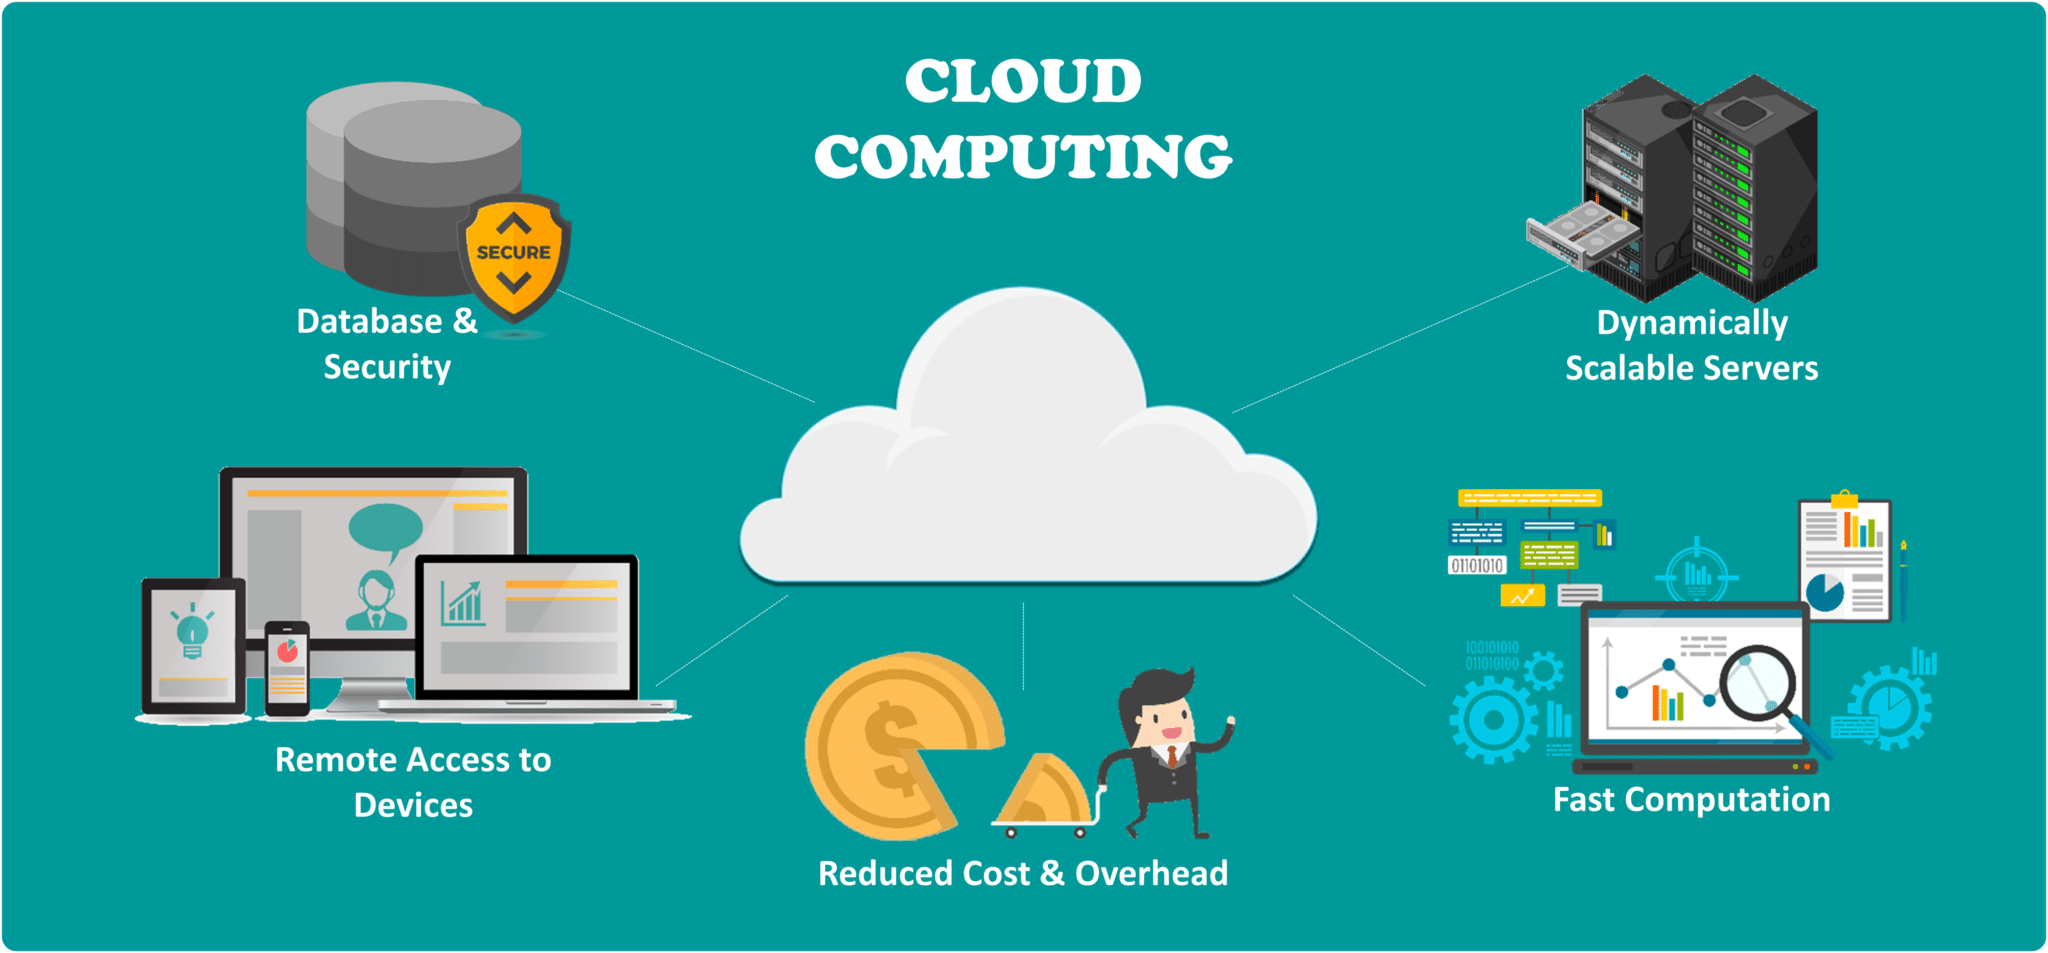 CLOUD
COMPUTING
SECURE
Database &
Security
Dynamically
Scalable Servers
01101010
100101010
011010100
$
Remote Access to
Devices
Fast Computation
Reduced Cost & Overhead